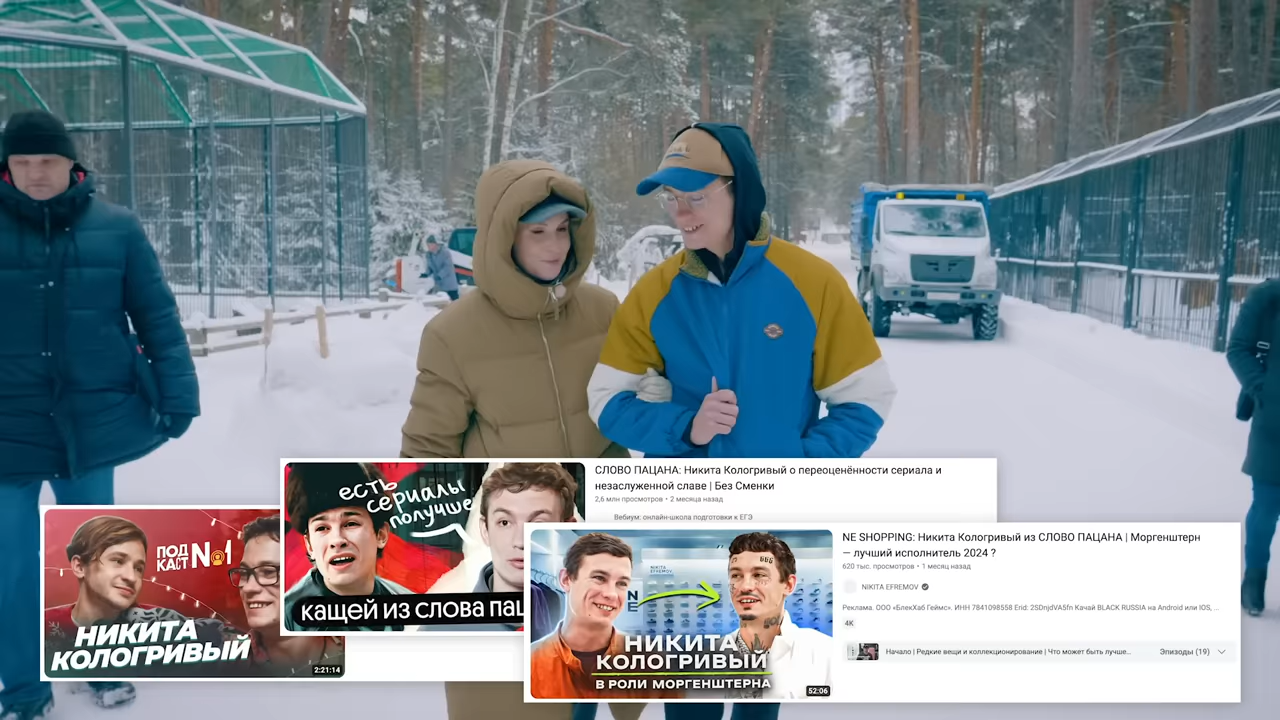 СЛОВО ПАЦАНА: Никита Кологривый о переоценённости сериала и
незаслуженной славе | Без Сменки
2,6 млн просмотров • 2 месяца назад
Вебиум: онлайн-школа подготовки к ЕГЭ
есть
сериалы
получше
КАЩЕЙ ИЗ СЛОВА ПАЦ
ПОД
КАСТ №1
НИКИТА
КОЛОГРИВЫЙ
2:21:14
NE SHOPPING: Никита Кологривый из СЛОВО ПАЦАНА | Моргенштерн
— лучший исполнитель 2024 ?
620 тыс. просмотров • 1 месяц назад
NIKITA EFREMOV
Реклама. ООО «БлекХаб Геймс». ИНН 7841098558 End: 2SDnjdVA5fn Качай BLACK RUSSIA на Android или IOS, ...
4K
Начало | Редкие вещи и коллекционирование | Что может быть лучше...
Эпизоды (19)
NIKITA
EFREMOV
N
E
666
НИКИТА
КОЛОГРИВЫЙ
В РОЛИ МОРГЕНШТЕРНА
52:06